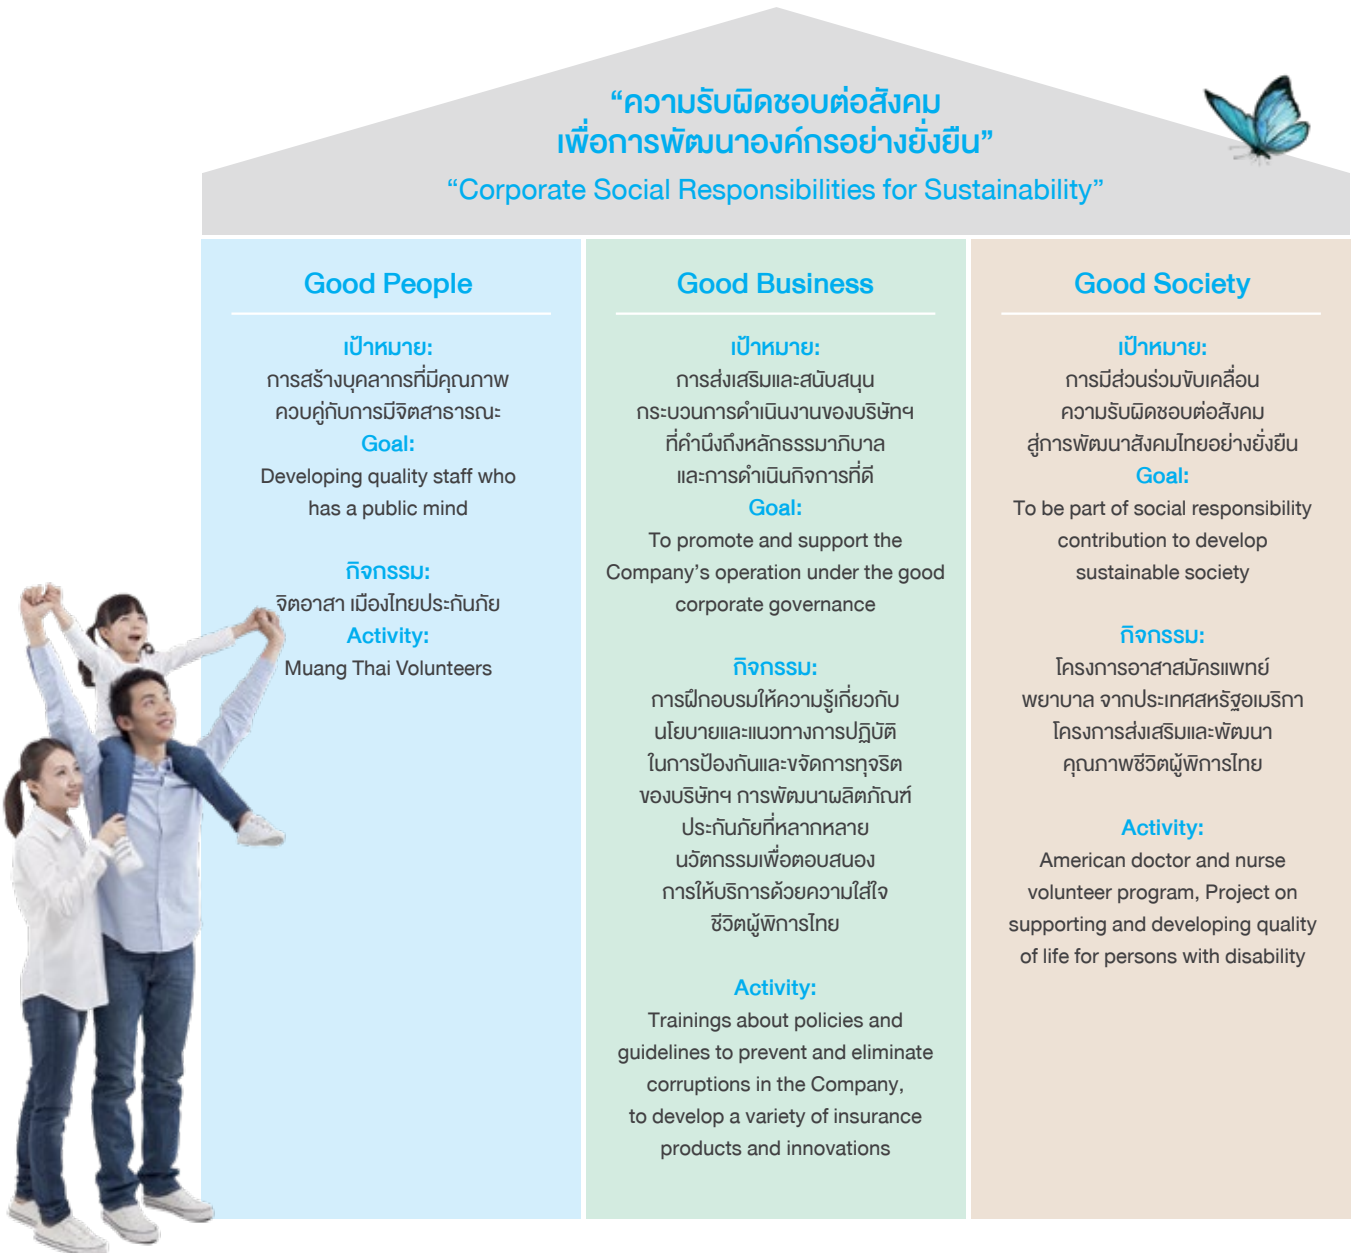 “ความรับผิดชอบต่อสังคม
เพื่อการพัฒนาองค์กรอย่างยั่งยืน”
“Corporate Social Responsibilities for Sustainability”
Good People
เป้าหมาย:
การสร้างบุคลากรที่มีคุณภาพ
ควบคู่กับการมีจิตสาธารณะ
Goal:
Developing quality staff who
has a public mind
กิจกรรม:
จิตอาสา เมืองไทยประกันภัย
Activity:
Muang Thai Volunteers
Good Business
เป้าหมาย:
การส่งเสริมและสนับสนุน
กระบวนการดำเนินงานของบริษัทฯ
ที่คำนึงถึงหลักธรรมาภิบาล
และการดำเนินกิจการที่ดี
Goal:
To promote and support the
Company’s operation under the good
corporate governance
กิจกรรม:
การฝึกอบรมให้ความรู้เกี่ยวกับ
นโยบายและแนวทางการปฏิบัติ
ในการป้องกันและขจัดการทุจริต
ของบริษัทฯ การพัฒนาผลิตภัณฑ์
ประกันภัยที่หลากหลาย
นวัตกรรมเพื่อตอบสนอง
การให้บริการด้วยความใส่ใจ
ชีวิตผู้พิการไทย
Activity:
Trainings about policies and
guidelines to prevent and eliminate
corruptions in the Company,
to develop a variety of insurance
products and innovations
Good Society
เป้าหมาย:
การมีส่วนร่วมขับเคลื่อน
ความรับผิดชอบต่อสังคม
สู่การพัฒนาสังคมไทยอย่างยั่งยืน
Goal:
To be part of social responsibility
contribution to develop
sustainable society
กิจกรรม:
โครงการอาสาสมัครแพทย์
พยาบาล จากประเทศสหรัฐอเมริกา
โครงการส่งเสริมและพัฒนา
คุณภาพชีวิตผู้พิการไทย
Activity:
American doctor and nurse
volunteer program, Project on
supporting and developing quality
of life for persons with disability